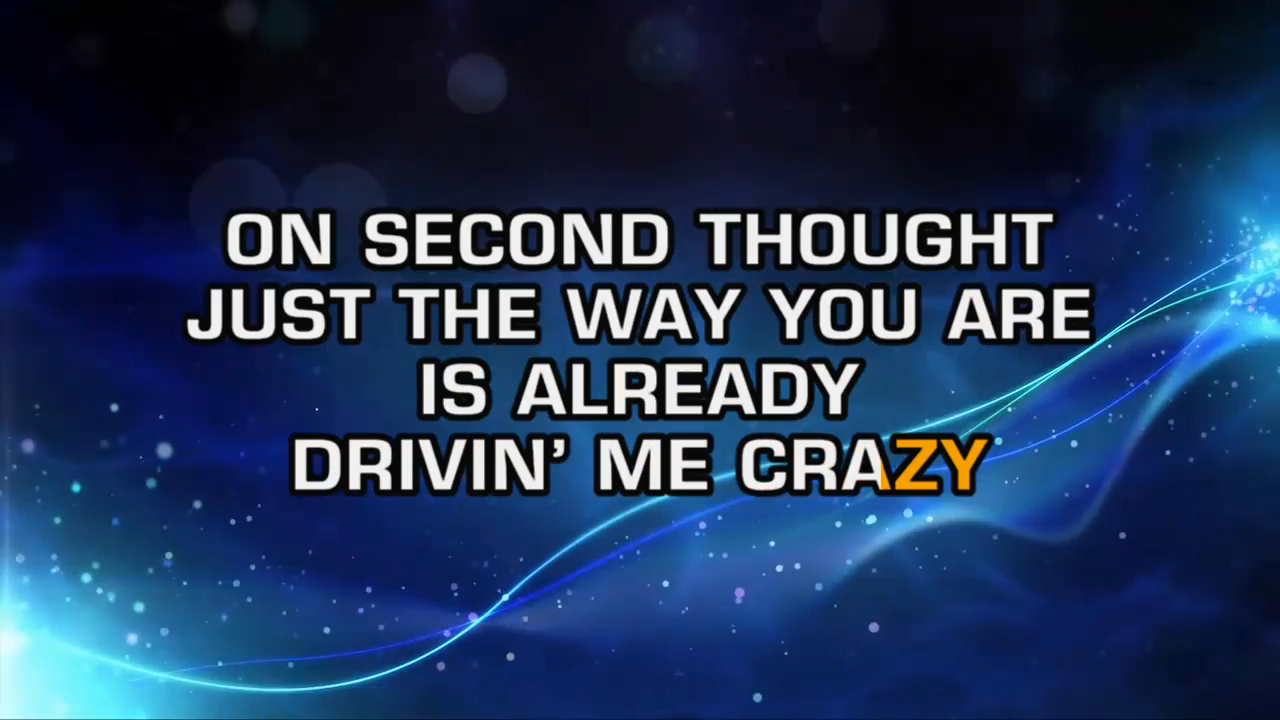 ON SECOND THOUGHT
JUST THE WAY YOU ARE
IS ALREADY
DRIVIN’ ME CRAZY